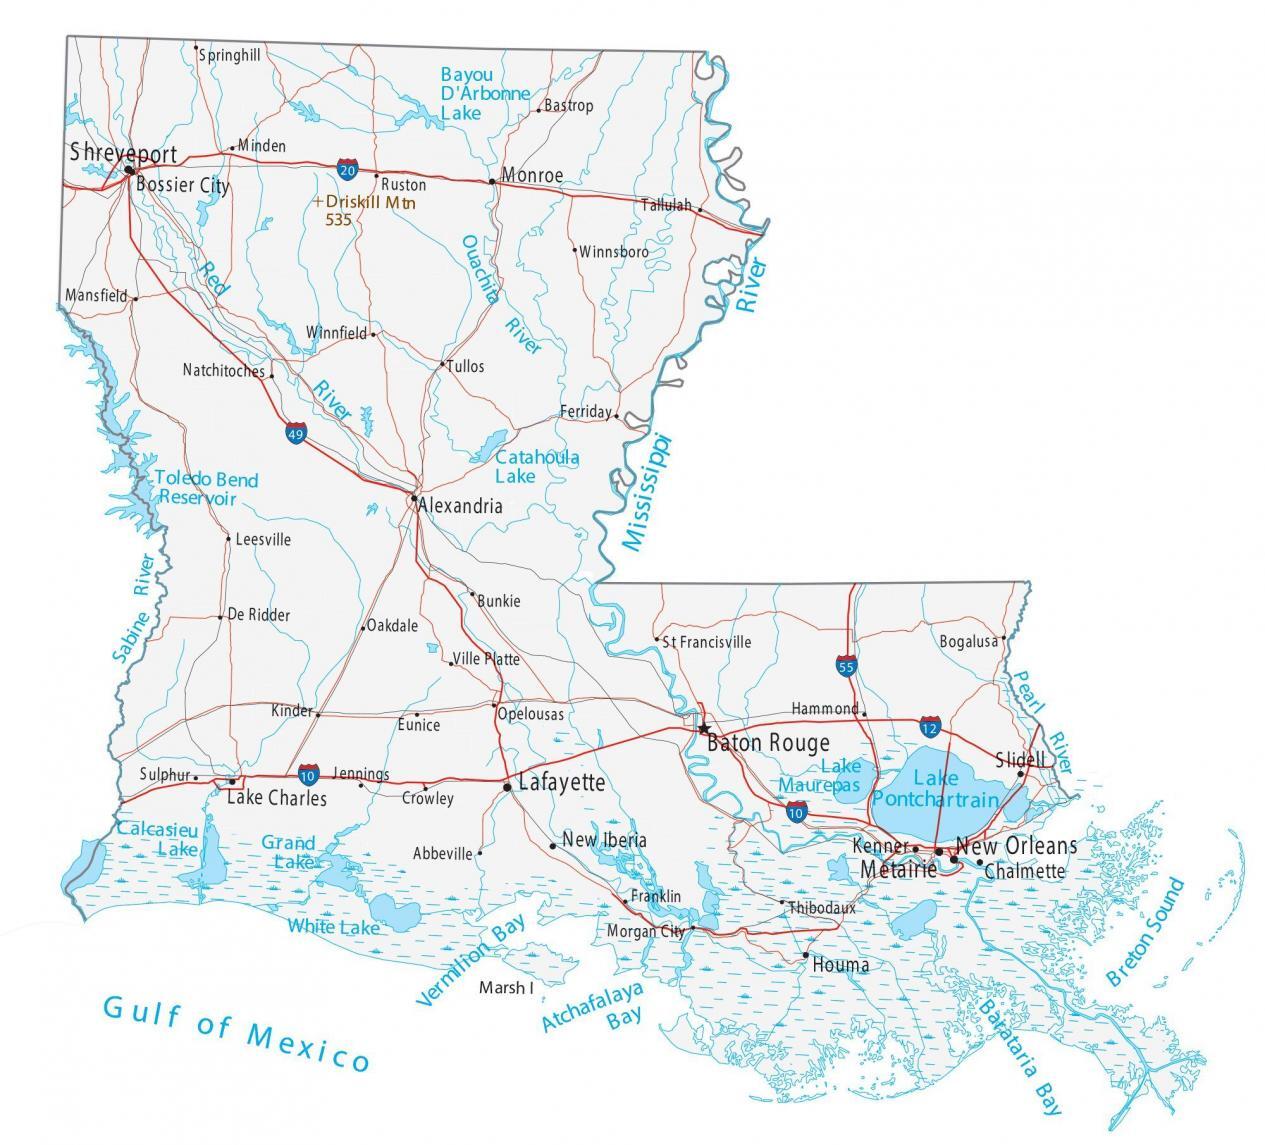 Springhill
Bayou
D'Arbonne
Lake
Bastrop
Minden
Shreveport
Bossier City
20
Ruston
Monroe
Driskill Mtn
535
Tallulah
Winnsboro
Ouachita
River
Red
River
River
Mansfield
Winnfield
Natchitoches
Tullos
Ferriday
49
Catahoula
Lake
Mississippi
Toledo Bend
Reservoir
Alexandria
Leesville
Sabine River
De Ridder
Bunkie
Oakdale
St Francisville
Bogalusa
Ville Platte
55
Pearl
River
Kinder
Eunice
Opelousas
Hammond
12
Baton Rouge
Slidell
Sulphur
10
Jennings
Lafayette
Lake
Maurepas
Lake
Pontchartrain
Lake Charles
Crowley
10
Calcasieu
Lake
Grand
Lake
Abbeville
New Iberia
Kenner
New Orleans
Metairie
Chalmette
Franklin
Thibodaux
White Lake
Morgan City
Vermilion Bay
Houma
Breton Sound
Marsh I
Atchafalaya
Bay
Barataria Bay
Gulf of Mexico